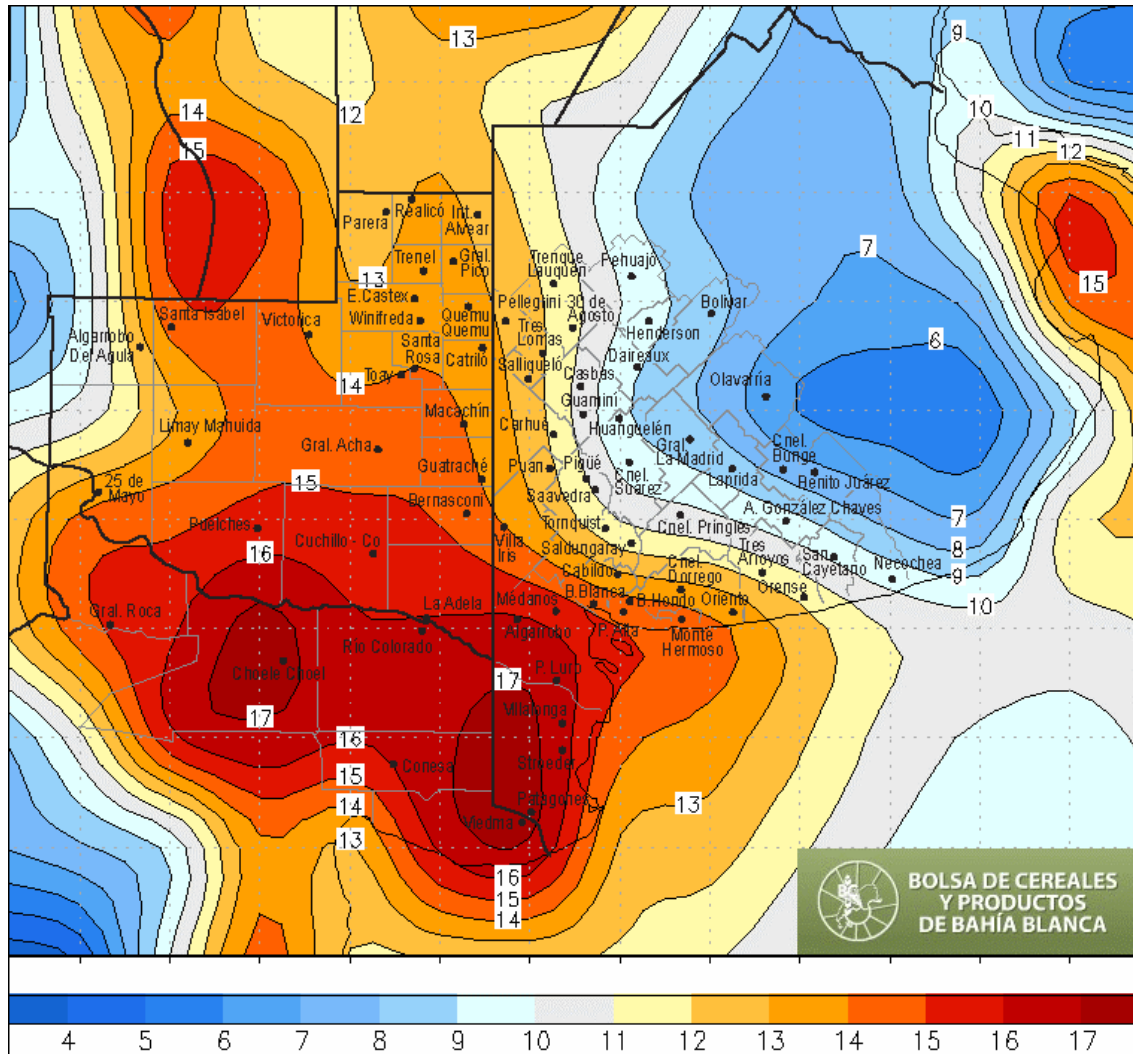 13
9
14
12
10
11
12
15
Parera
Realicó
Int.
Alvear
7
Trenel
Gral.
Pico
Trenque
Lauquen
Pehuajó
15
13
E.Castex
Winifreda
Quemu
Quemu
Pellegrini
30 de
Agosto
Bolivar
Santa Isabel
Victorica
Tres
Lomas
Henderson
6
Algarrobo
Del Aguila
Santa
Rosa
Catriló
Salliqueló
Daireaux
14
Toay
Casbas
Olavarría
Macachín
Guamini
Limay Mahuida
Carhué
Huanguelén
Gral. Acha
Gral.
La Madrid
Cnel.
Bunge
25 de
Mayo
15
Guatraché
Puan
Pigüé
Cnel.
Suárez
Laprida
Benito Juárez
Bernasconi
Saavedra
Puelches
A. González Chaves
Cuchillo - Co
Villa
Iris
Tornquist
Cnel. Pringles
7
16
Saldungaray
Tres
Arroyos
San
Cayetano
8
Cabildo
Cnel.
Dorrego
Necochea
9
Gral. Roca
La Adela
Médanos
B.Blanca
B.Hondo
Oriente
Orense
10
Río Colorado
Algarrobo
P. Alta
Monte
Hermoso
Choele Choel
P. Luro
17
17
Villalonga
16
Conesa
Stroeder
15
14
Patagones
13
13
Viedma
16
15
14
BOLSA DE CEREALES
Y PRODUCTOS
DE BAHÍA BLANCA
4 5 6 7 8 9 10 11 12 13 14 15 16 17